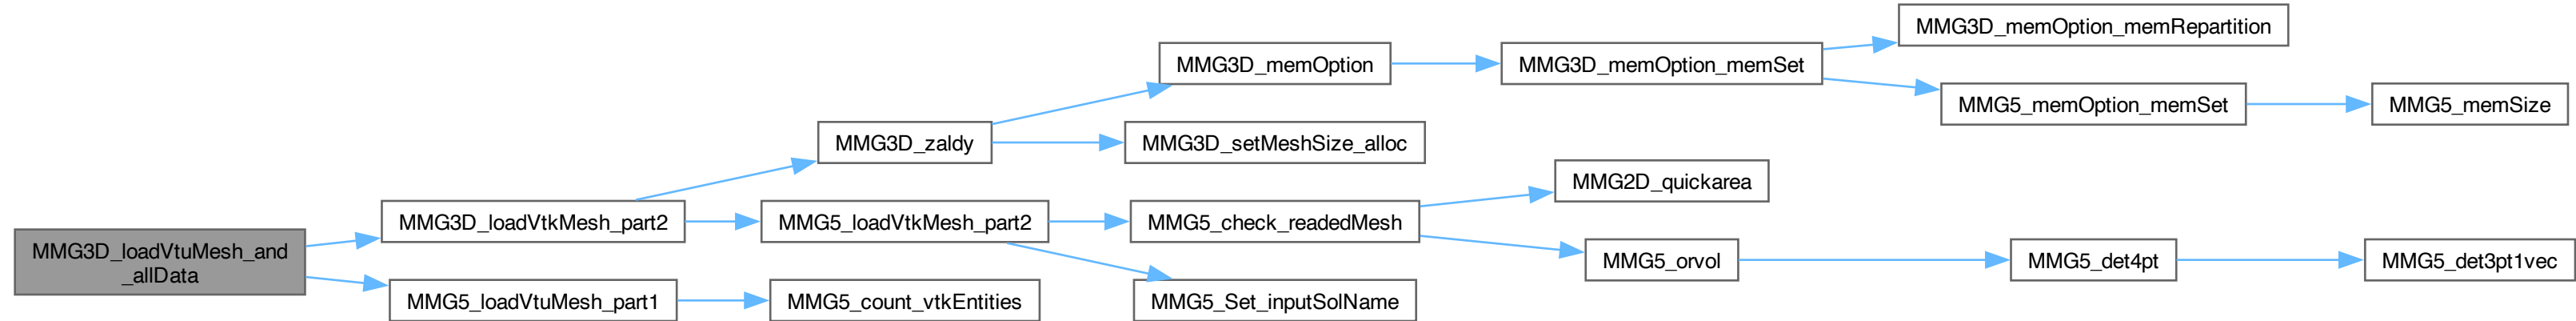 MMG3D_loadVtuMesh_and
_allData
MMG3D_loadVtkMesh_part2
MMG5_loadVtuMesh_part1
MMG3D_zaldy
MMG5_loadVtkMesh_part2
MMG5_count_vtkEntities
MMG3D_memOption
MMG3D_setMeshSize_alloc
MMG5_check_readedMesh
MMG5_Set_inputSolName
MMG3D_memOption_memSet
MMG2D_quickarea
MMG5_orvol
MMG3D_memOption_memRepartition
MMG5_memOption_memSet
MMG5_det4pt
MMG5_memSize
MMG5_det3pt1vec